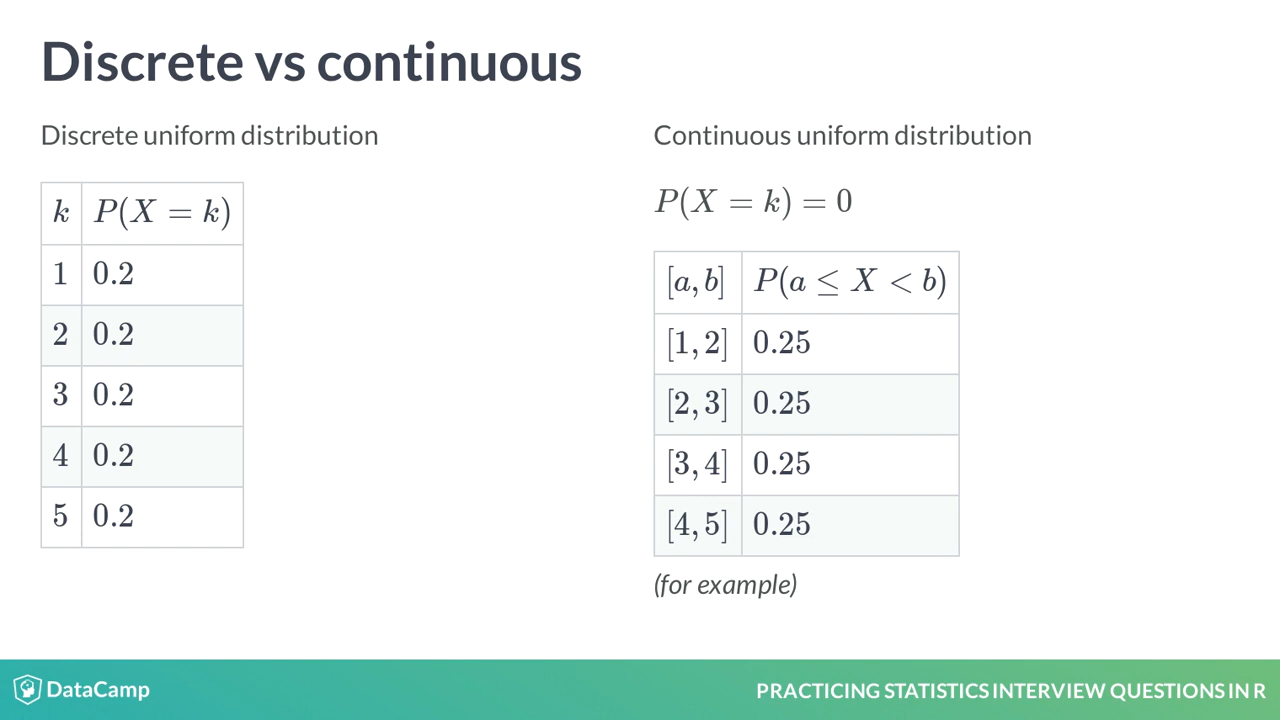 Discrete vs continuous
Discrete uniform distribution
k P(X = k)
1 0.2
2 0.2
3 0.2
4 0.2
5 0.2
Continuous uniform distribution
P(X = k) = 0
[a, b] P(a ≤ X < b)
[1, 2] 0.25
[2, 3] 0.25
[3, 4] 0.25
[4, 5] 0.25
(for example)
DataCamp
PRACTICING STATISTICS INTERVIEW QUESTIONS IN R